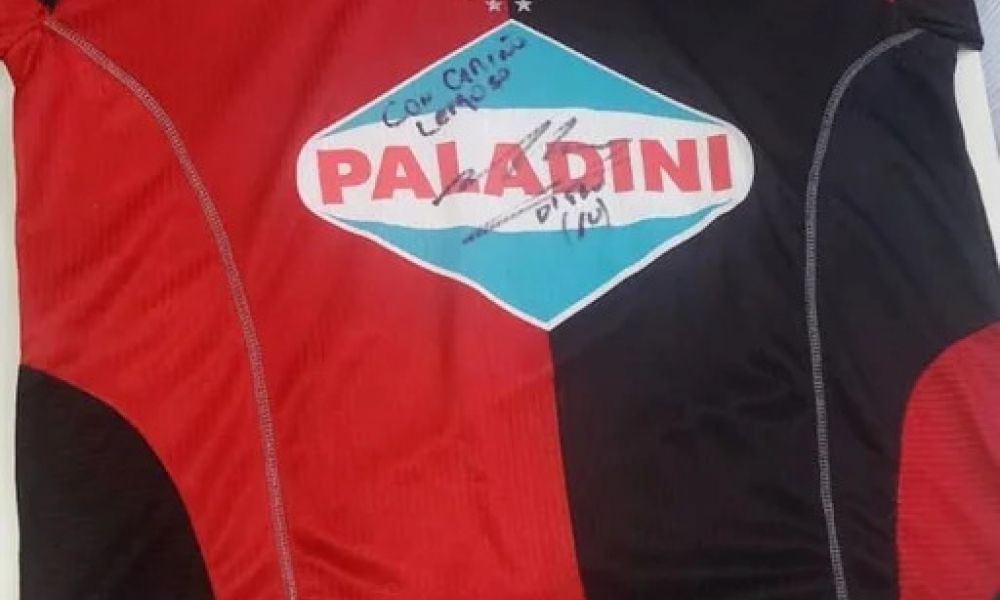 CON CARIÑO
LEPROSO
PALADINI
(10)